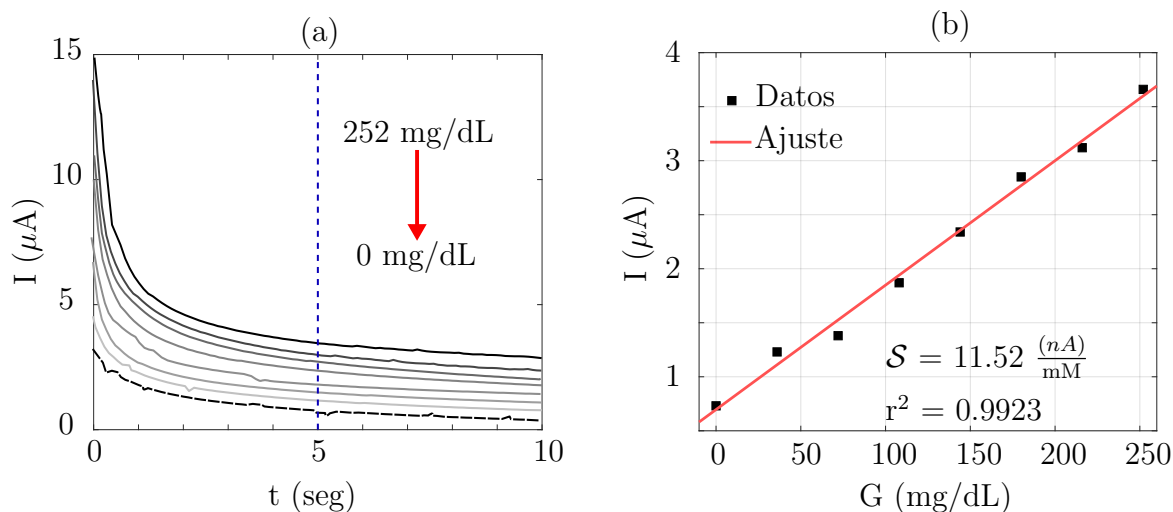 (a)
15
10
5
0
I (μA)
252 mg/dL
0 mg/dL
0 5 10
t (seg)
(b)
4
3
2
1
I (μA)
Datos
Ajuste
𝒮 = 11.52 (nA)/mM
r² = 0.9923
0 50 100 150 200 250
G (mg/dL)